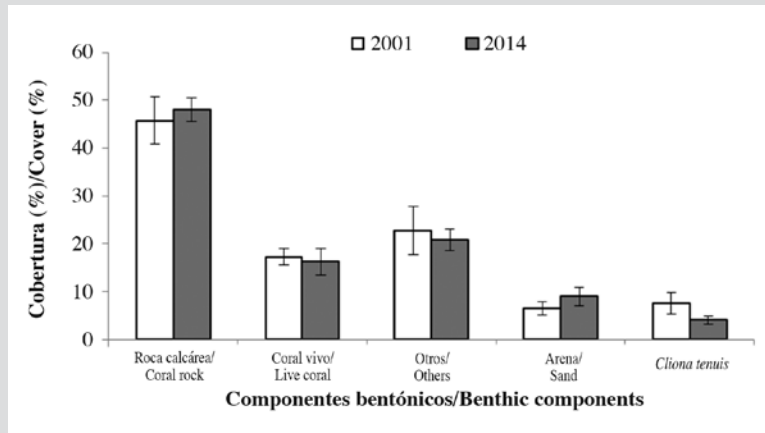 2001 2014
60
50
40
30
20
10
0
Cobertura (%)/Cover (%)
Roca calcárea/
Coral rock
Coral vivo/
Live coral
Otros/
Others
Arena/
Sand
Cliona tenuis
Componentes bentónicos/Benthic components